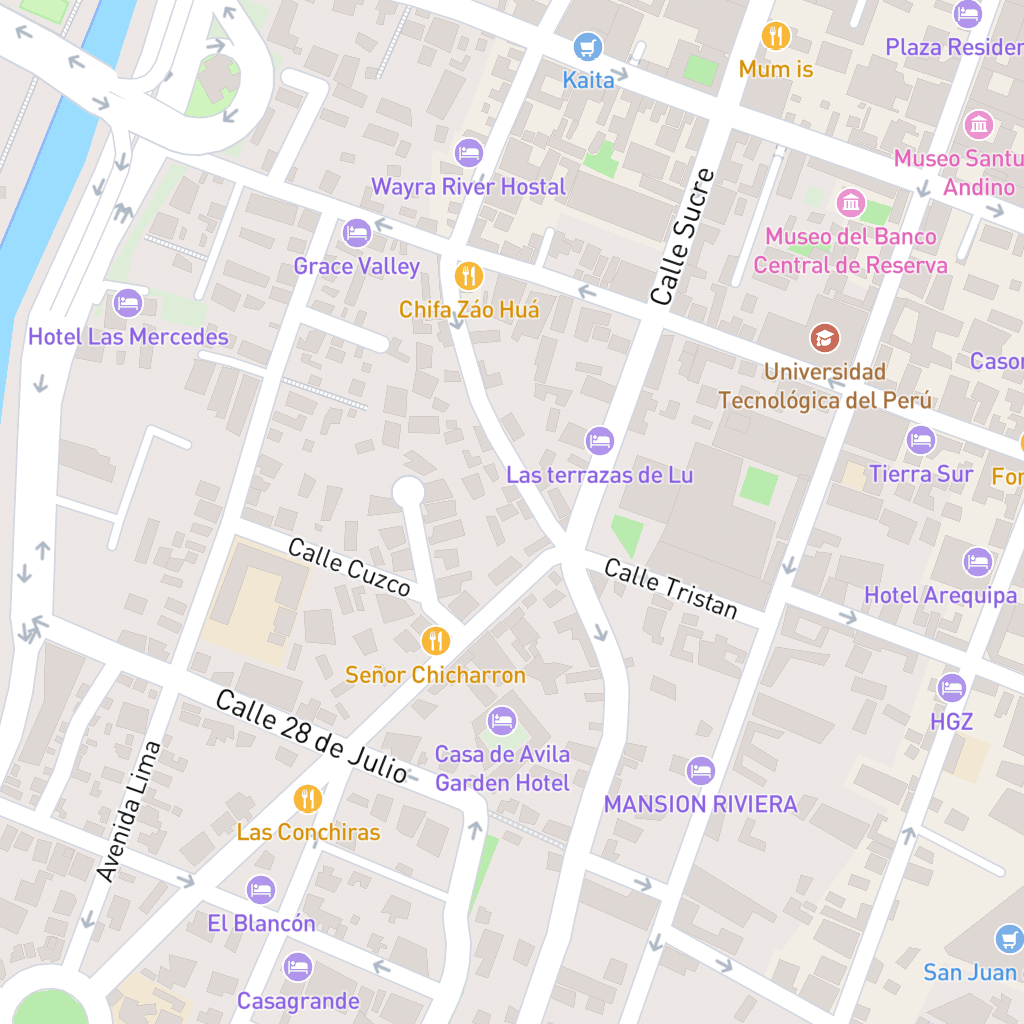 Plaza Residen
Kaita
Mum is
Museo Santu
Andino
Wayra River Hostal
Calle Sucre
Museo del Banco
Central de Reserva
Grace Valley
Chifa Záo Huá
Hotel Las Mercedes
Universidad
Tecnológica del Perú
Cason
Las terrazas de Lu
Tierra Sur
For
Calle Cuzco
Calle Tristan
Hotel Arequipa
Señor Chicharron
Calle 28 de Julio
HGZ
Casa de Avila
Garden Hotel
MANSION RIVIERA
Avenida Lima
Las Conchiras
El Blancón
San Juan
Casagrande